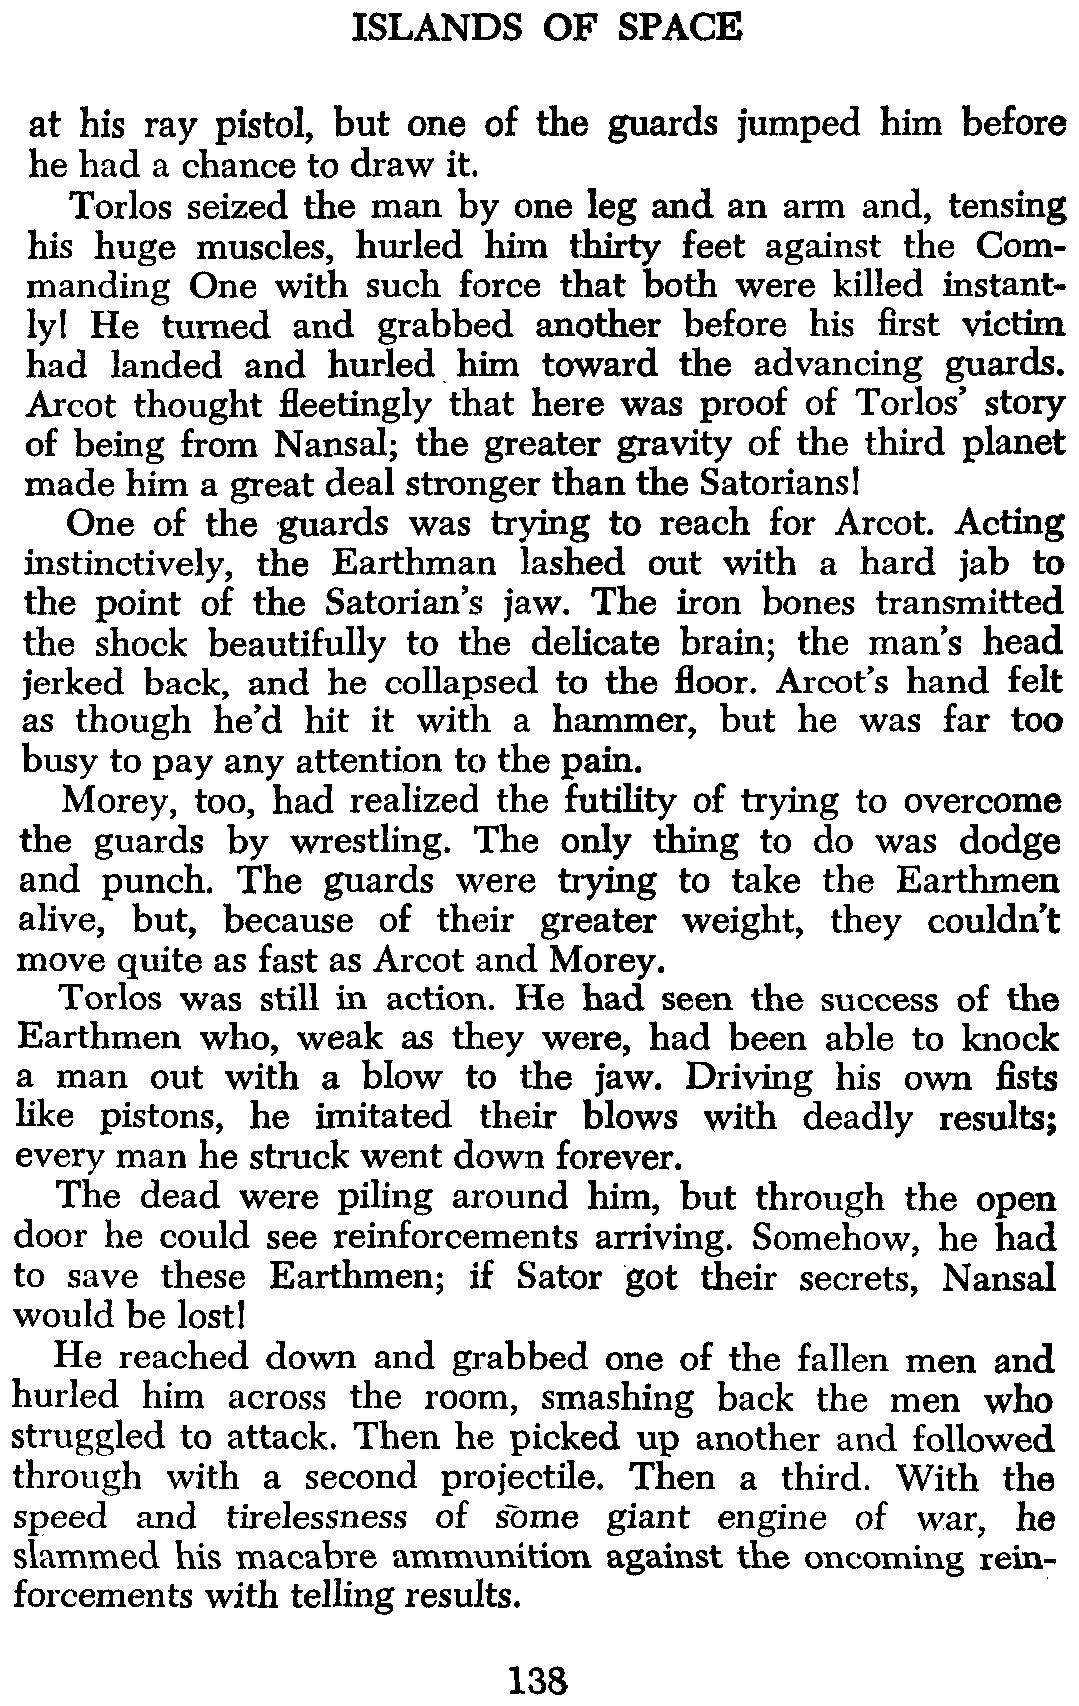 ISLANDS OF SPACE
at his ray pistol, but one of the guards jumped him before
he had a chance to draw it.
Torlos seized the man by one leg and an arm and, tensing
his huge muscles, hurled him thirty feet against the Com-
manding One with such force that both were killed instant-
ly! He turned and grabbed another before his first victim
had landed and hurled him toward the advancing guards.
Arcot thought fleetingly that here was proof of Torlos' story
of being from Nansal; the greater gravity of the third planet
made him a great deal stronger than the Satorians!
One of the guards was trying to reach for Arcot. Acting
instinctively, the Earthman lashed out with a hard jab to
the point of the Satorian's jaw. The iron bones transmitted
the shock beautifully to the delicate brain; the man's head
jerked back, and he collapsed to the floor. Arcot's hand felt
as though he'd hit it with a hammer, but he was far too
busy to pay any attention to the pain.
Morey, too, had realized the futility of trying to overcome
the guards by wrestling. The only thing to do was dodge
and punch. The guards were trying to take the Earthmen
alive, but, because of their greater weight, they couldn't
move quite as fast as Arcot and Morey.
Torlos was still in action. He had seen the success of the
Earthmen who, weak as they were, had been able to knock
a man out with a blow to the jaw. Driving his own fists
like pistons, he imitated their blows with deadly results;
every man he struck went down forever.
The dead were piling around him, but through the open
door he could see reinforcements arriving. Somehow, he had
to save these Earthmen; if Sator got their secrets, Nansal
would be lost!
He reached down and grabbed one of the fallen men and
hurled him across the room, smashing back the men who
struggled to attack. Then he picked up another and followed
through with a second projectile. Then a third. With the
speed and tirelessness of some giant engine of war, he
slammed his macabre ammunition against the oncoming rein-
forcements with telling results.
138